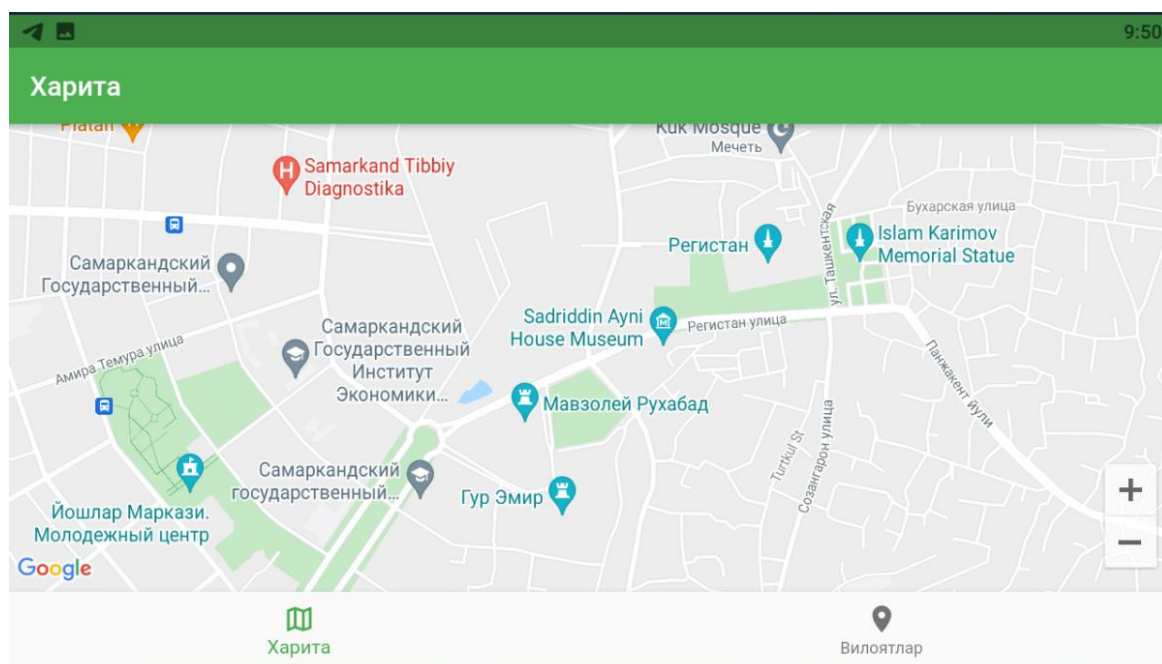 9:50
Харита
Platan
Kuk Mosque
Мечеть
Samarkand Tibbiy
Diagnostika
Бухарская улица
Регистан
ул. Ташкентская
Islam Karimov
Memorial Statue
Самаркандский
Государственный...
Sadriddin Ayni
House Museum
Регистан улица
Самаркандский
Государственный
Институт
Экономики...
Амира Темура улица
Панжакент йули
Мавзолей Рухабад
Turtkul St
Созангарон улица
Самаркандский
государственный...
Гур Эмир
Йошлар Маркази.
Молодежный центр
Google
Харита
Вилоятлар